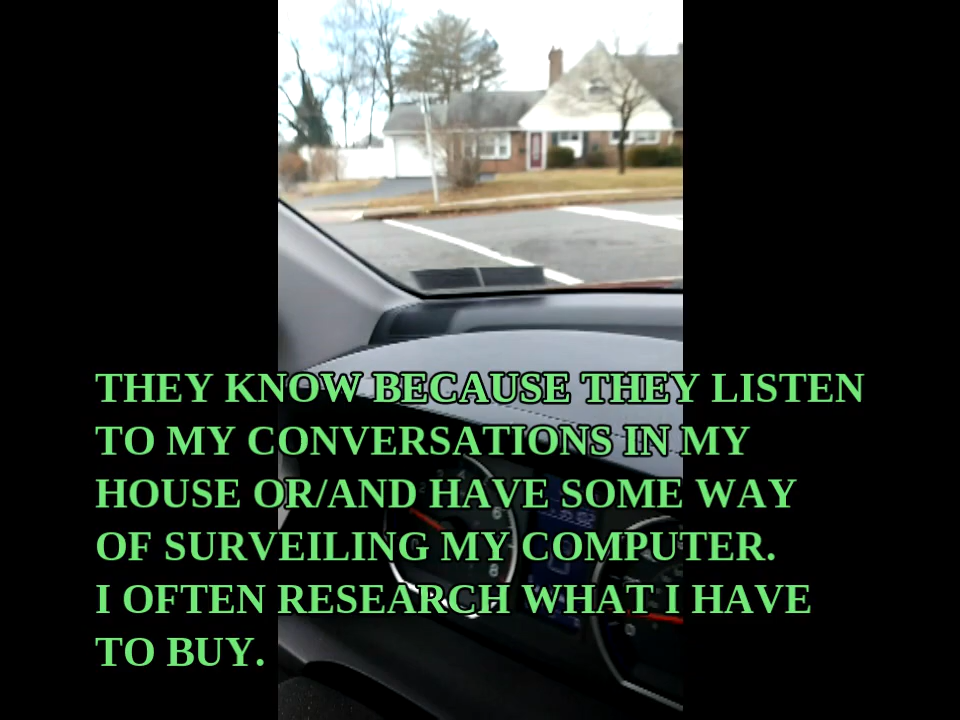 THEY KNOW BECAUSE THEY LISTEN
TO MY CONVERSATIONS IN MY
HOUSE OR/AND HAVE SOME WAY
OF SURVEILING MY COMPUTER.
I OFTEN RESEARCH WHAT I HAVE
TO BUY.